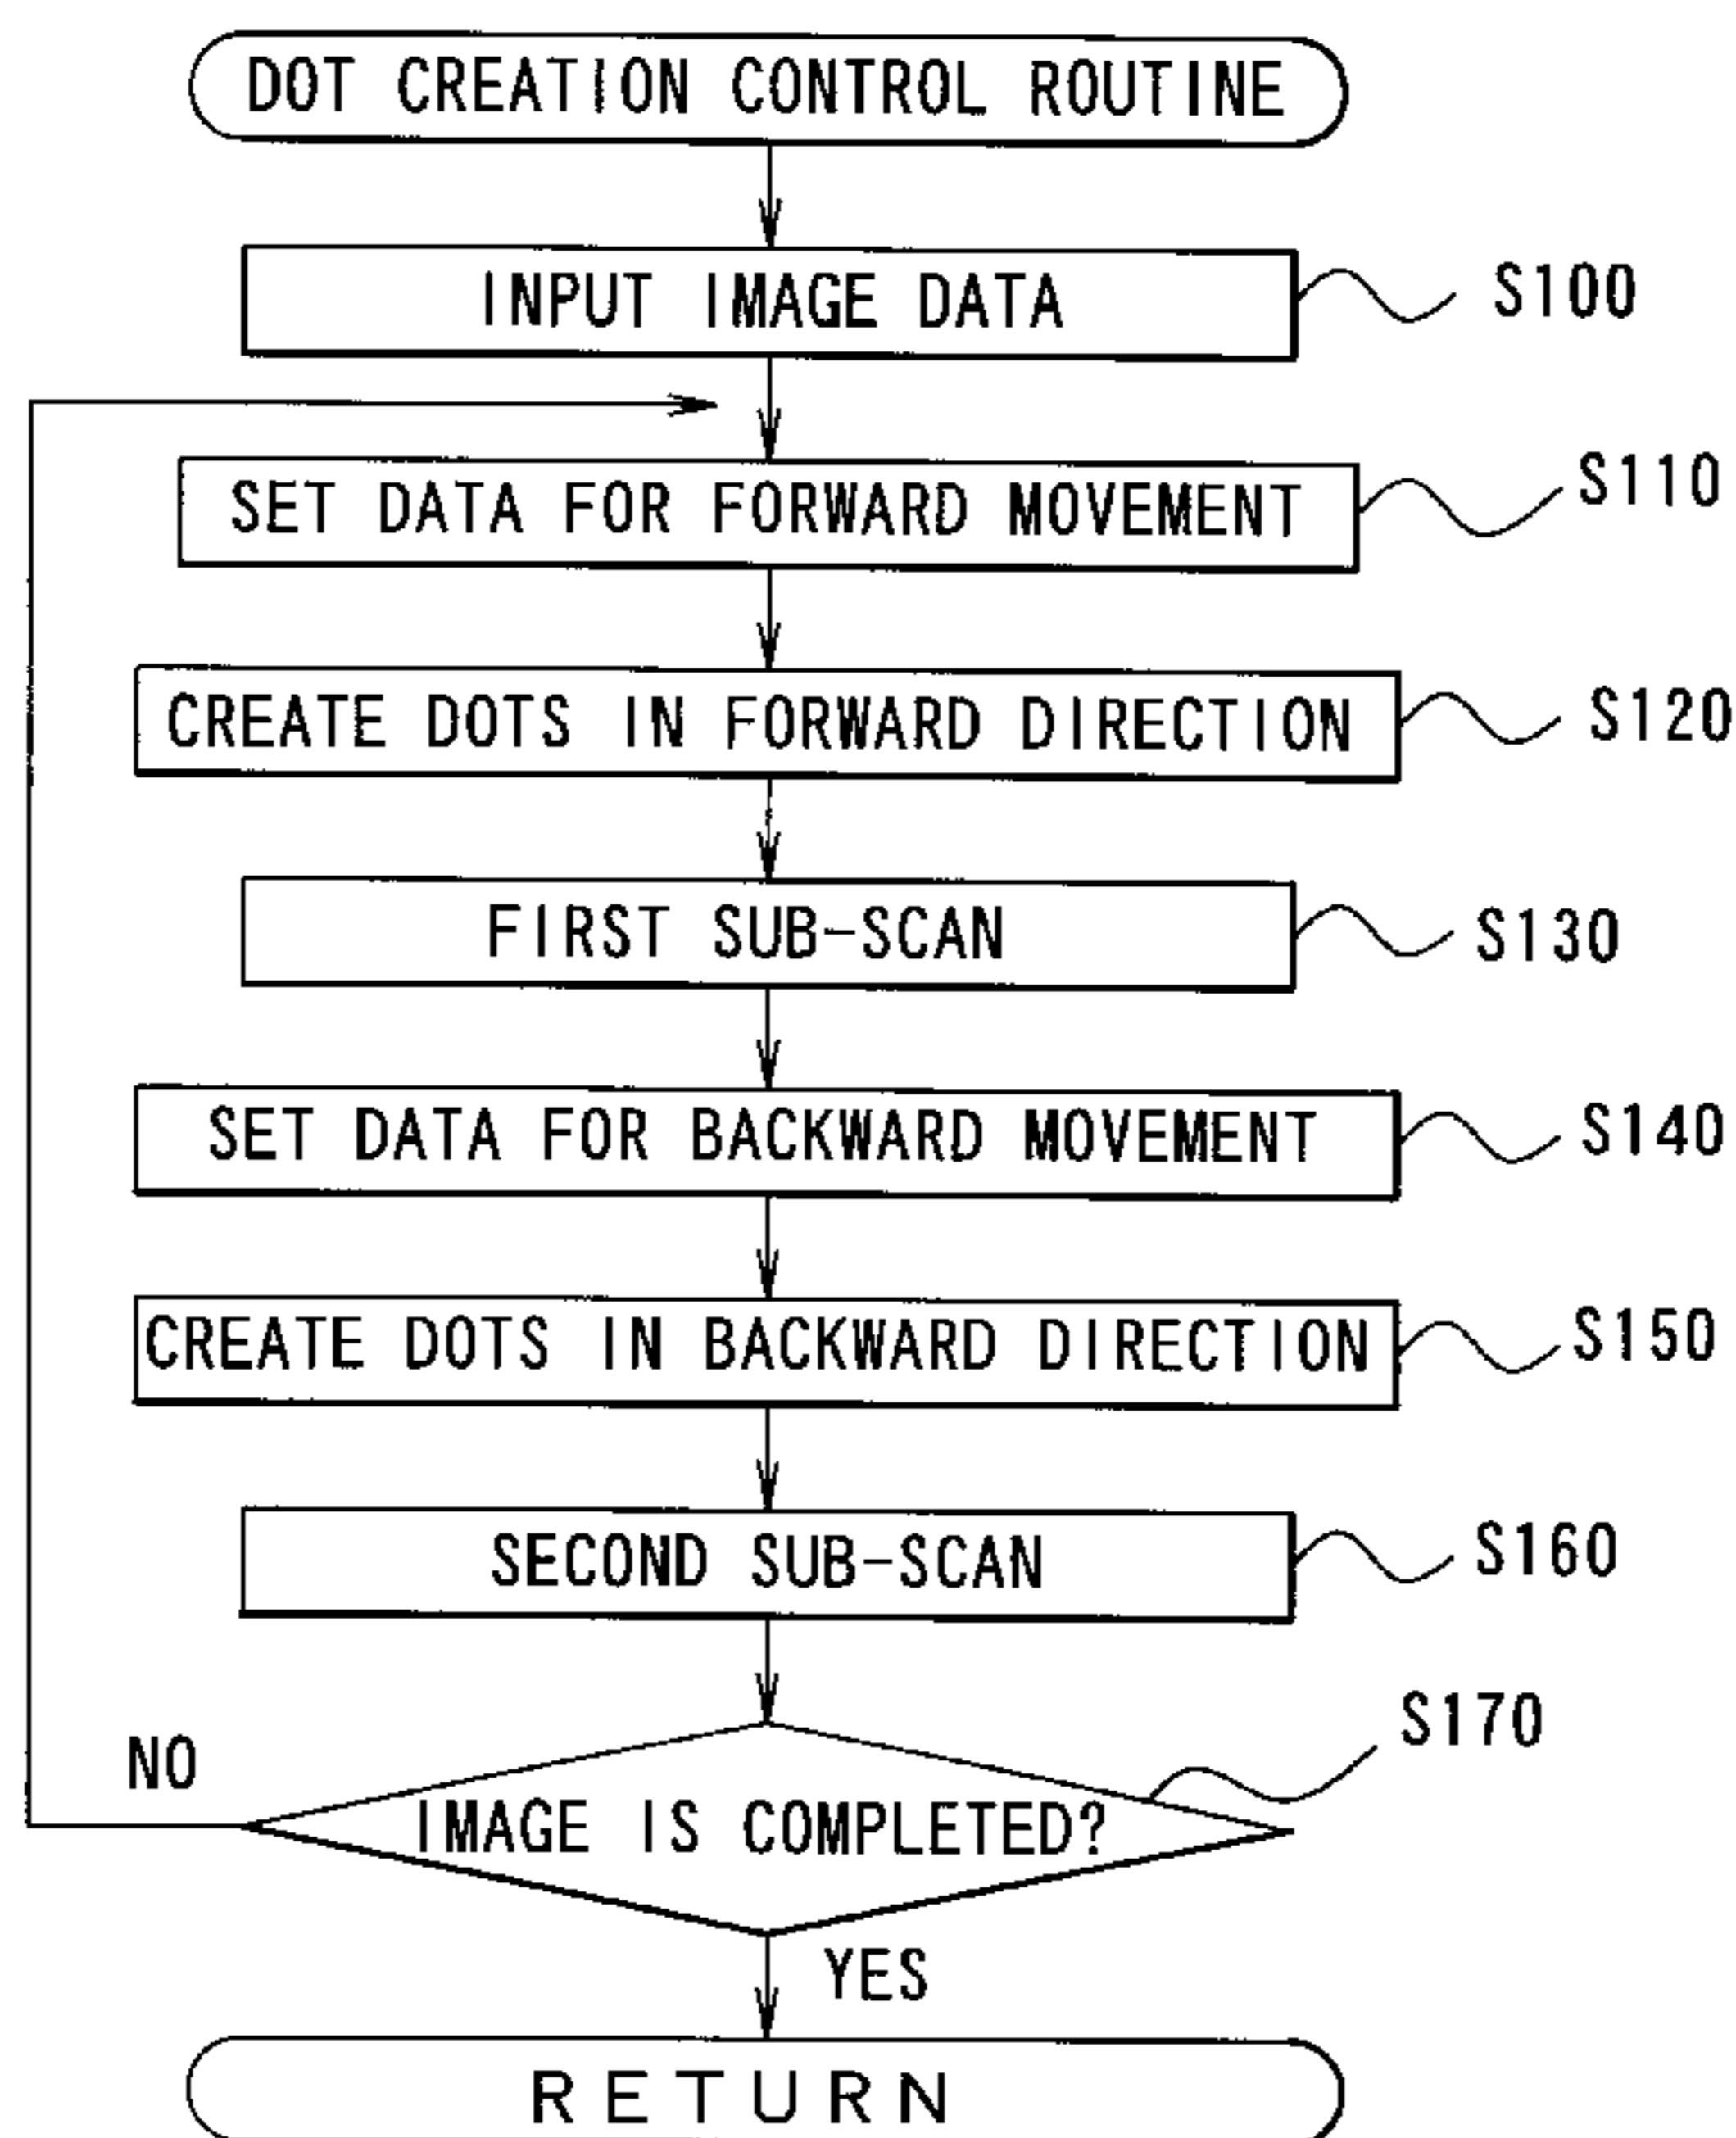 DOT CREATION CONTROL ROUTINE
INPUT IMAGE DATA
S100
SET DATA FOR FORWARD MOVEMENT
S110
CREATE DOTS IN FORWARD DIRECTION
S120
FIRST SUB-SCAN
S130
SET DATA FOR BACKWARD MOVEMENT
S140
CREATE DOTS IN BACKWARD DIRECTION
S150
SECOND SUB-SCAN
S160
S170
NO
IMAGE IS COMPLETED?
YES
RETURN